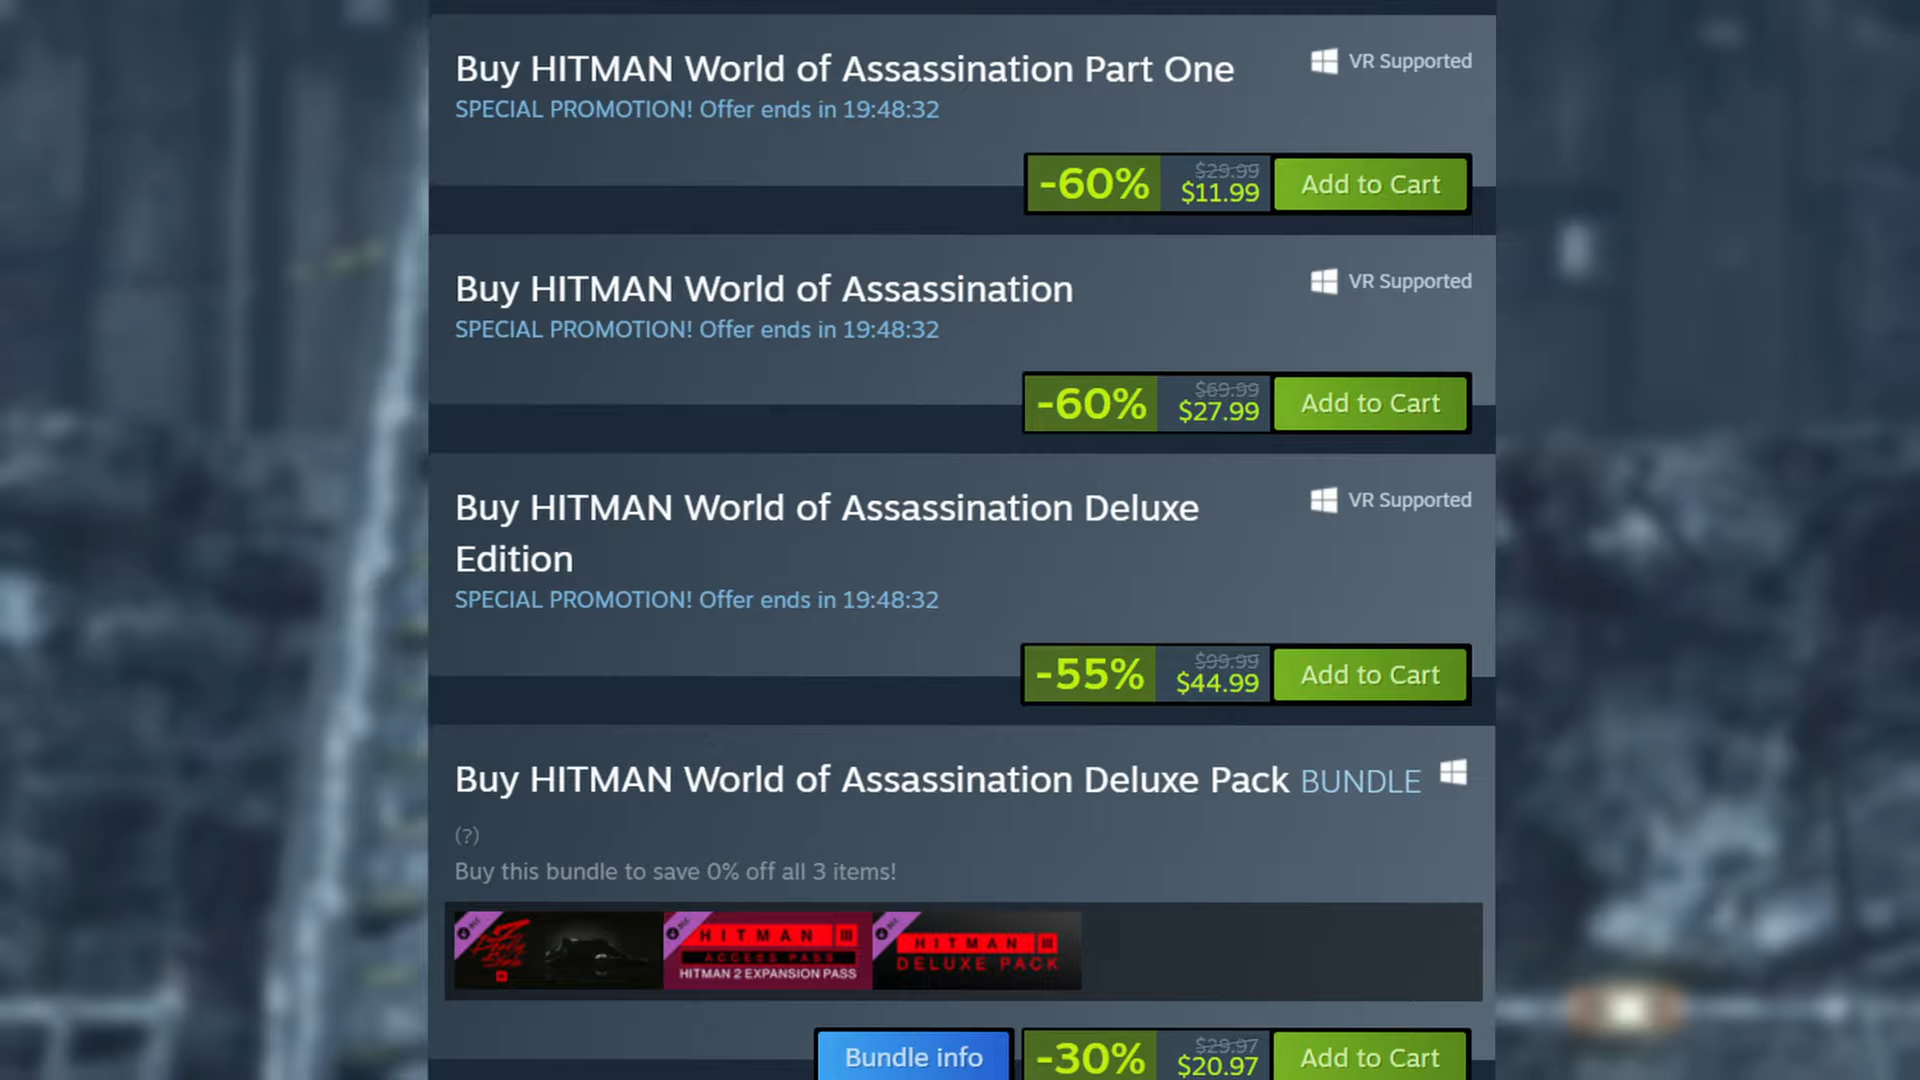 Buy HITMAN World of Assassination Part One
VR Supported
SPECIAL PROMOTION! Offer ends in 19:48:32
-60%
$29.99
$11.99
Add to Cart
Buy HITMAN World of Assassination
VR Supported
SPECIAL PROMOTION! Offer ends in 19:48:32
-60%
$69.99
$27.99
Add to Cart
Buy HITMAN World of Assassination Deluxe
Edition
VR Supported
SPECIAL PROMOTION! Offer ends in 19:48:32
-55%
$99.99
$44.99
Add to Cart
Buy HITMAN World of Assassination Deluxe Pack BUNDLE
(?)
Buy this bundle to save 0% off all 3 items!
DLC
DLC
HITMAN III
ACCESS PASS
HITMAN 2 EXPANSION PASS
DLC
HITMAN III
DELUXE PACK
Bundle info
-30%
$29.97
$20.97
Add to Cart